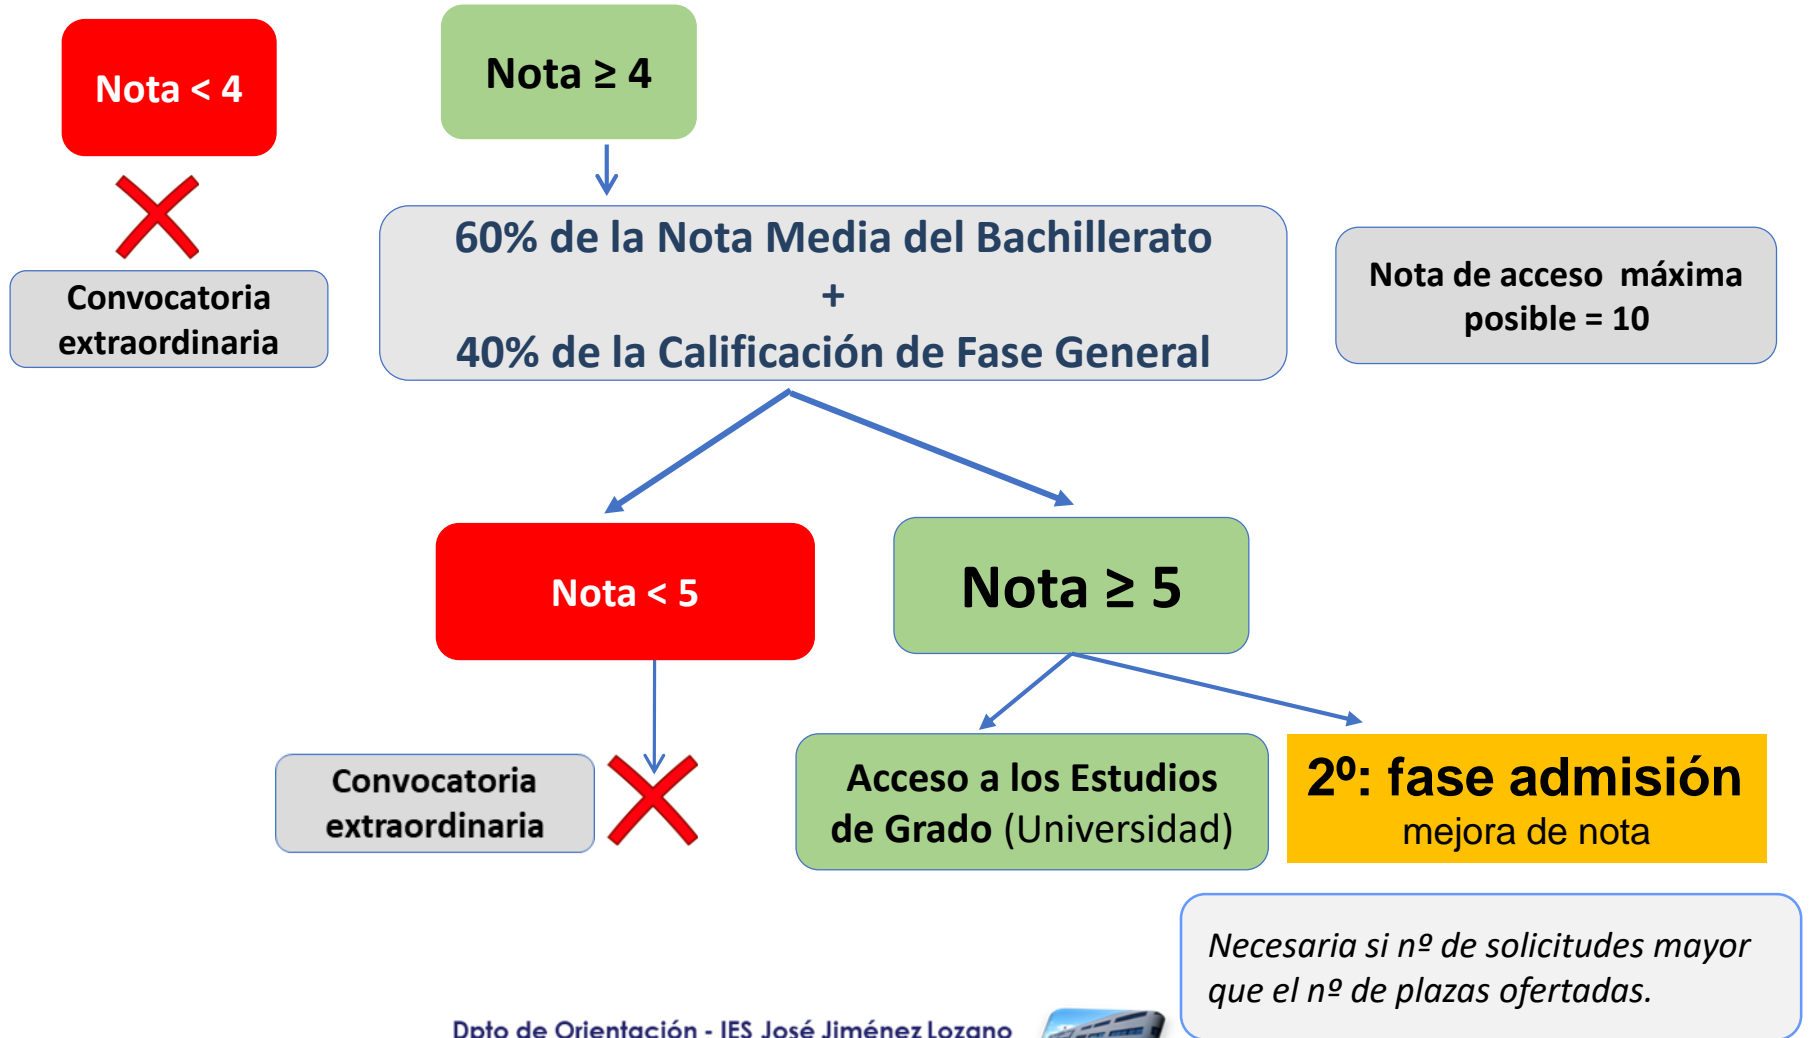 Nota < 4
Nota ≥ 4
60% de la Nota Media del Bachillerato
+
40% de la Calificación de Fase General
Nota de acceso máxima
posible = 10
Convocatoria
extraordinaria
Nota < 5
Nota ≥ 5
Convocatoria
extraordinaria
Acceso a los Estudios
de Grado (Universidad)
2º: fase admisión
mejora de nota
Necesaria si nº de solicitudes mayor
que el nº de plazas ofertadas.
Dpto de Orientación - IES José Jiménez Lozano